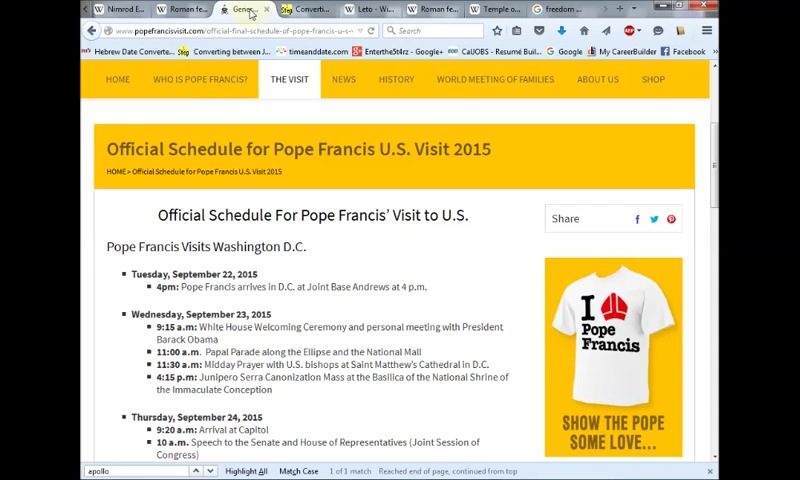 Nimrod E...
Roman fe...
Gener...
Converti...
Leto - Wi...
Roman fe...
Temple o...
freedom ...
www.popefrancisvisit.com/official-final-schedule-of-pope-francis-u-s-v
Search
Hebrew Date Converte...
Converting between J...
timeanddate.com
Enterthe5t4rz - Google+
CalJOBS - Resumé Buil...
Google
My CareerBuilder
Facebook
HOME
WHO IS POPE FRANCIS?
THE VISIT
NEWS
HISTORY
WORLD MEETING OF FAMILIES
ABOUT US
SHOP
Official Schedule for Pope Francis U.S. Visit 2015
HOME > Official Schedule for Pope Francis U.S. Visit 2015
Official Schedule For Pope Francis' Visit to U.S.
Share
Pope Francis Visits Washington D.C.
Tuesday, September 22, 2015
4pm: Pope Francis arrives in D.C. at Joint Base Andrews at 4 p.m.
Wednesday, September 23, 2015
9:15 a.m: White House Welcoming Ceremony and personal meeting with President
Barack Obama
11:00 a.m. Papal Parade along the Ellipse and the National Mall
11:30 a.m: Midday Prayer with U.S. bishops at Saint Matthew's Cathedral in D.C.
4:15 p.m: Junipero Serra Canonization Mass at the Basilica of the National Shrine of
the Immaculate Conception
Thursday, September 24, 2015
9:20 a.m: Arrival at Capitol
10 a.m. Speech to the Senate and House of Representatives (Joint Session of
Congress)
I
Pope
Francis
SHOW THE POPE
SOME LOVE...
apollo
Highlight All
Match Case
1 of 1 match
Reached end of page, continued from top